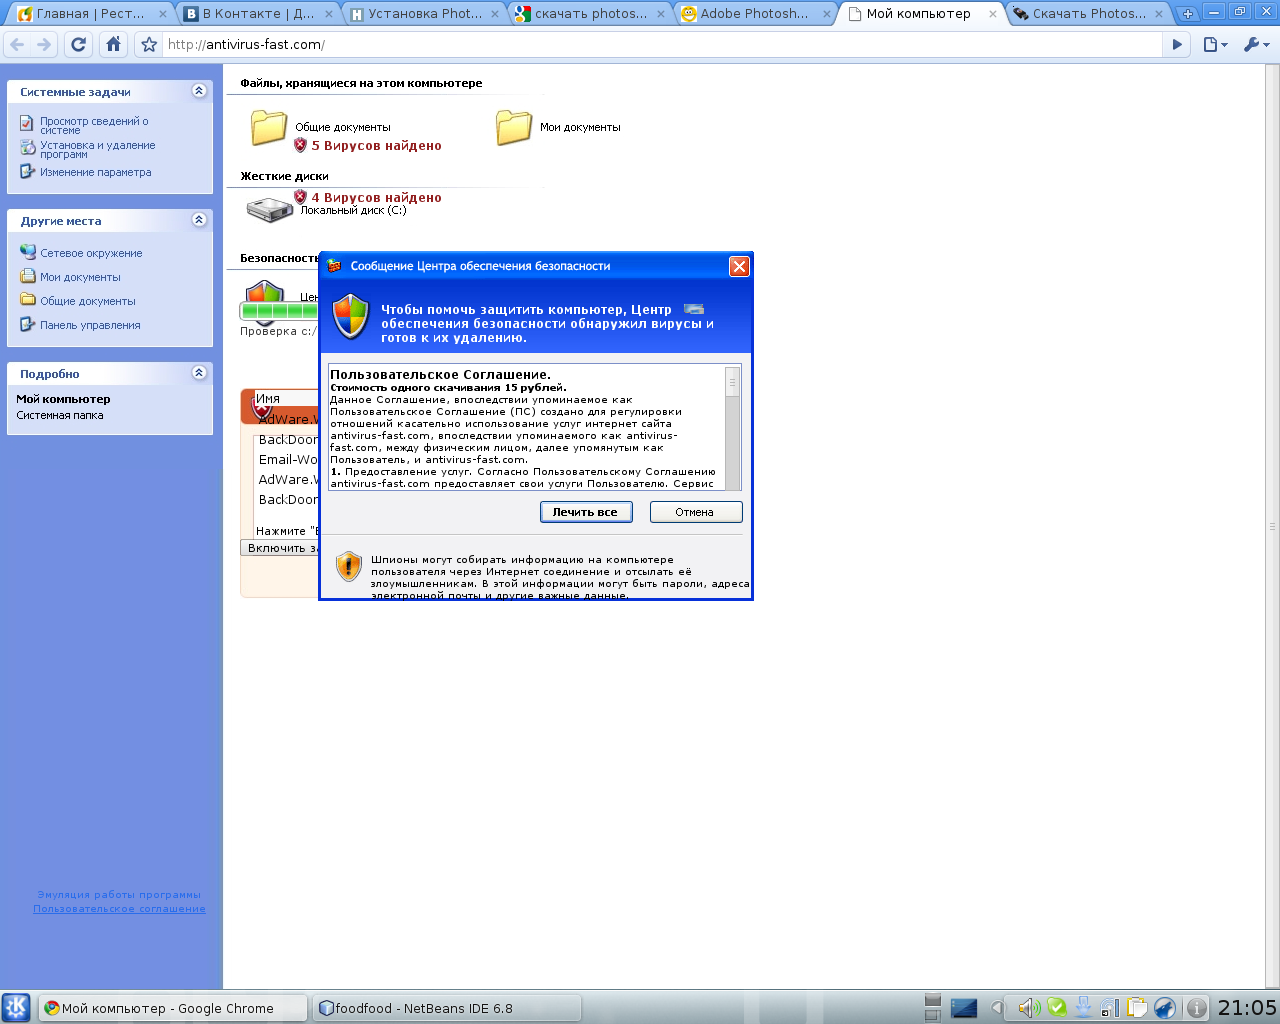 Главная | Рест...
В Контакте | Д...
Установка Phot...
скачать photos...
Adobe Photosh...
Мой компьютер
Скачать Photos...
http://antivirus-fast.com/
Системные задачи
Просмотр сведений о
системе
Установка и удаление
программ
Изменение параметра
Другие места
Сетевое окружение
Мои документы
Общие документы
Панель управления
Подробно
Мой компьютер
Системная папка
Эмуляция работы программы
Пользовательское соглашение
Файлы, хранящиеся на этом компьютере
Общие документы
5 Вирусов найдено
Мои документы
Жесткие диски
4 Вирусов найдено
Локальный диск (C:)
Безопасность
Цен
Проверка c:/
Имя
AdWare.W
BackDoor
Email-Wo
AdWare.W
BackDoor
Нажмите "В
Включить за
Сообщение Центра обеспечения безопасности
Чтобы помочь защитить компьютер, Центр
обеспечения безопасности обнаружил вирусы и
готов к их удалению.
Пользовательское Соглашение.
Стоимость одного скачивания 15 рублей.
Данное Соглашение, впоследствии упоминаемое как
Пользовательское Соглашение (ПС) создано для регулировки
отношений касательно использование услуг интернет сайта
antivirus-fast.com, впоследствии упоминаемого как antivirus-
fast.com, между физическим лицом, далее упомянутым как
Пользователь, и antivirus-fast.com.
1. Предоставление услуг. Согласно Пользовательскому Соглашению
antivirus-fast.com предоставляет свои услуги Пользователю. Сервис
Лечить все
Отмена
Шпионы могут собирать информацию на компьютере
пользователя через Интернет соединение и отсылать её
злоумышленникам. В этой информации могут быть пароли, адреса
электронной почты и другие важные данные.
Мой компьютер - Google Chrome
foodfood - NetBeans IDE 6.8
21:05